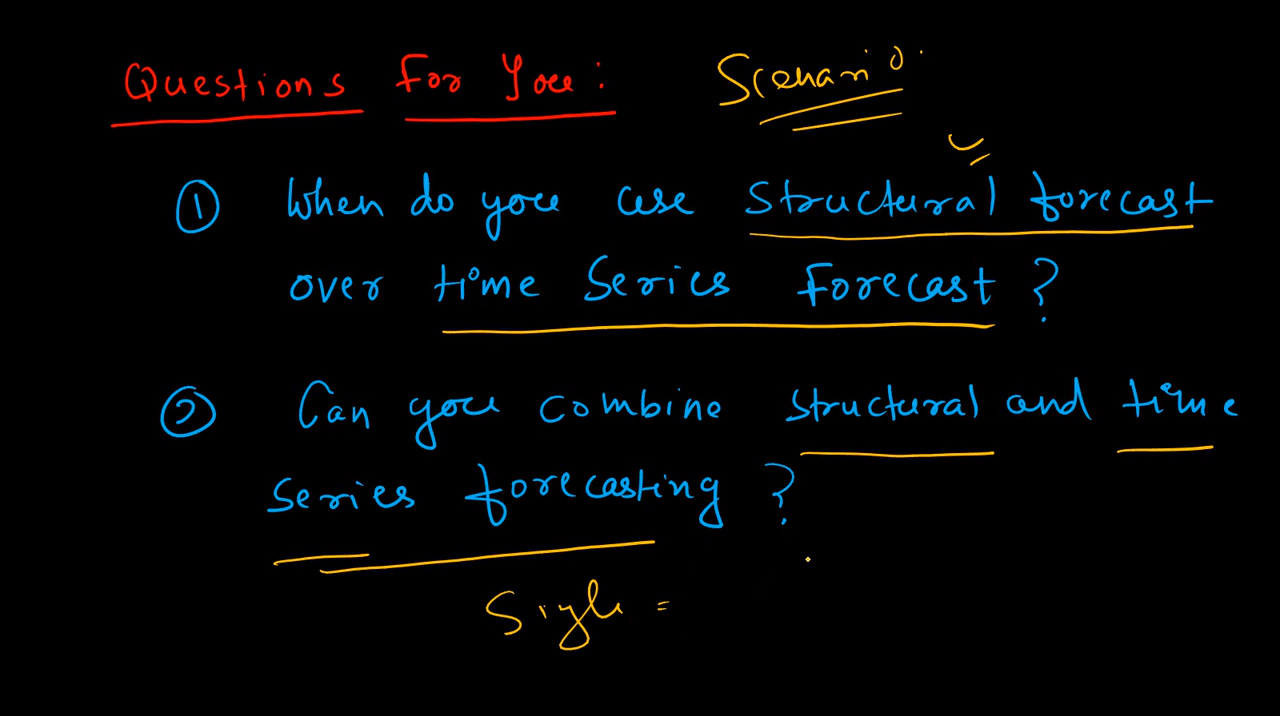 Questions For You: Scenario
① When do you use structural forecast
over time series forecast ?
② Can you combine structural and time
series forecasting ?
=